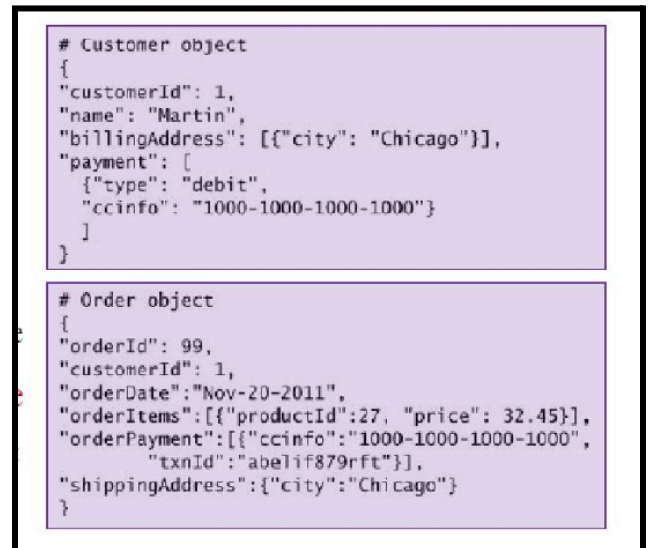 # Customer object
{
"customerId": 1,
"name": "Martin",
"billingAddress": [{"city": "Chicago"}],
"payment": [
{"type": "debit",
"ccinfo": "1000-1000-1000-1000"}
]
}
# Order object
{
"orderId": 99,
"customerId": 1,
"orderDate":"Nov-20-2011",
"orderItems":[{"productId":27, "price": 32.45}],
"orderPayment":[{"ccinfo":"1000-1000-1000-1000",
"txnId":"abelif879rft"}],
"shippingAddress":{"city":"Chicago"}
}